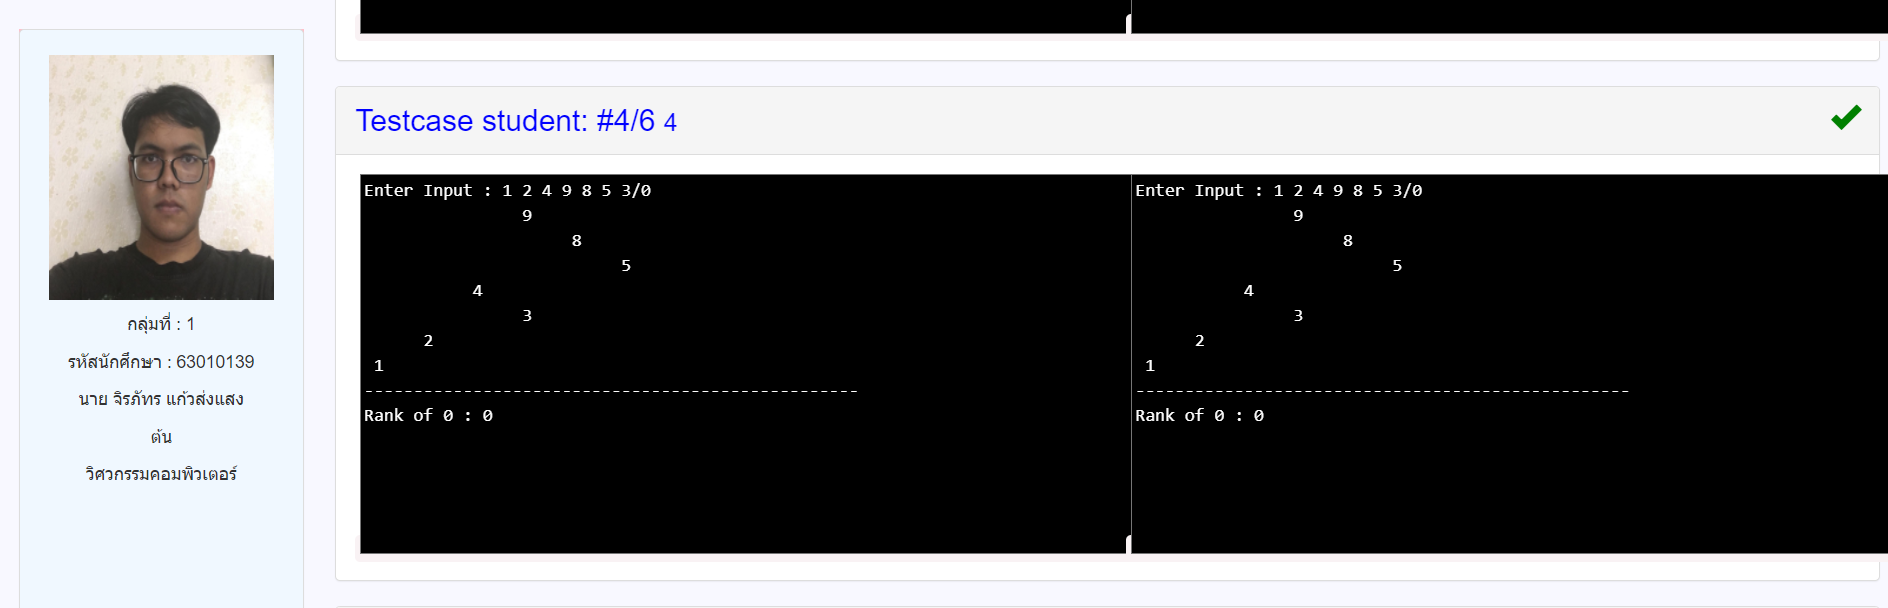 กลุ่มที่ : 1
รหัสนักศึกษา : 63010139
นาย จิรภัทร แก้วส่งแสง
ต้น
วิศวกรรมคอมพิวเตอร์
Testcase student: #4/6 4
Enter Input : 1 2 4 9 8 5 3/0
9
8
5
4
3
2
1
--------------------------------------------------
Rank of 0 : 0
Enter Input : 1 2 4 9 8 5 3/0
9
8
5
4
3
2
1
--------------------------------------------------
Rank of 0 : 0